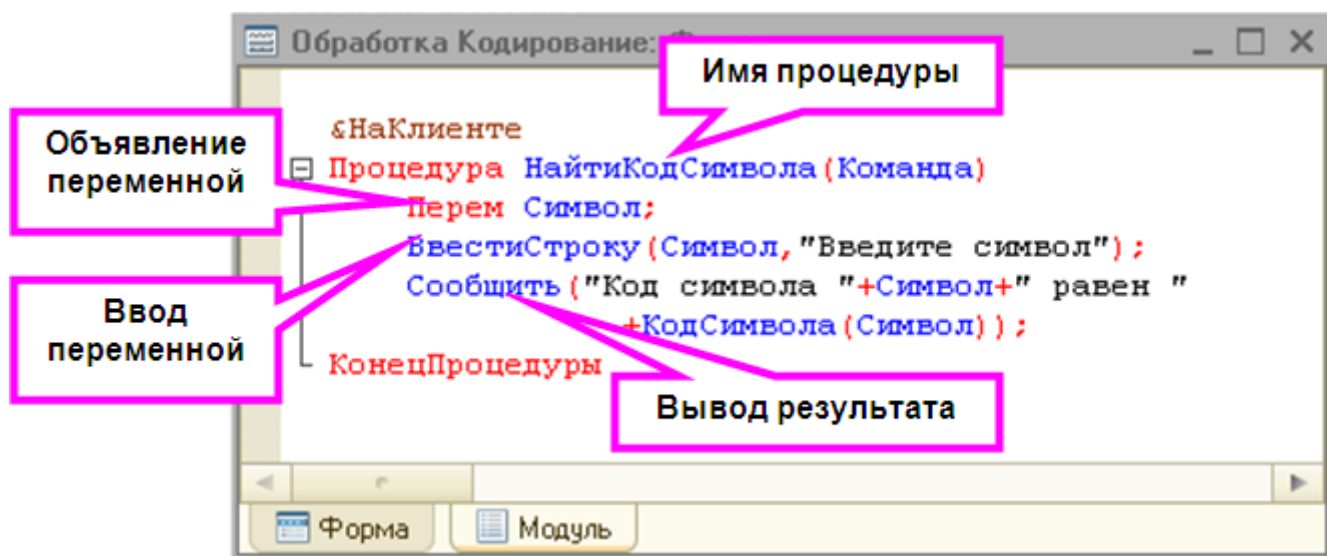 Обработка Кодирование:
Имя процедуры
Объявление
переменной
&НаКлиенте
Процедура НайтиКодСимвола(Команда)
Перем Символ;
ВвестиСтроку(Символ,"Введите символ");
Сообщить("Код символа "+Символ+" равен "
+КодСимвола(Символ));
КонецПроцедуры
Ввод
переменной
Вывод результата
Форма
Модуль